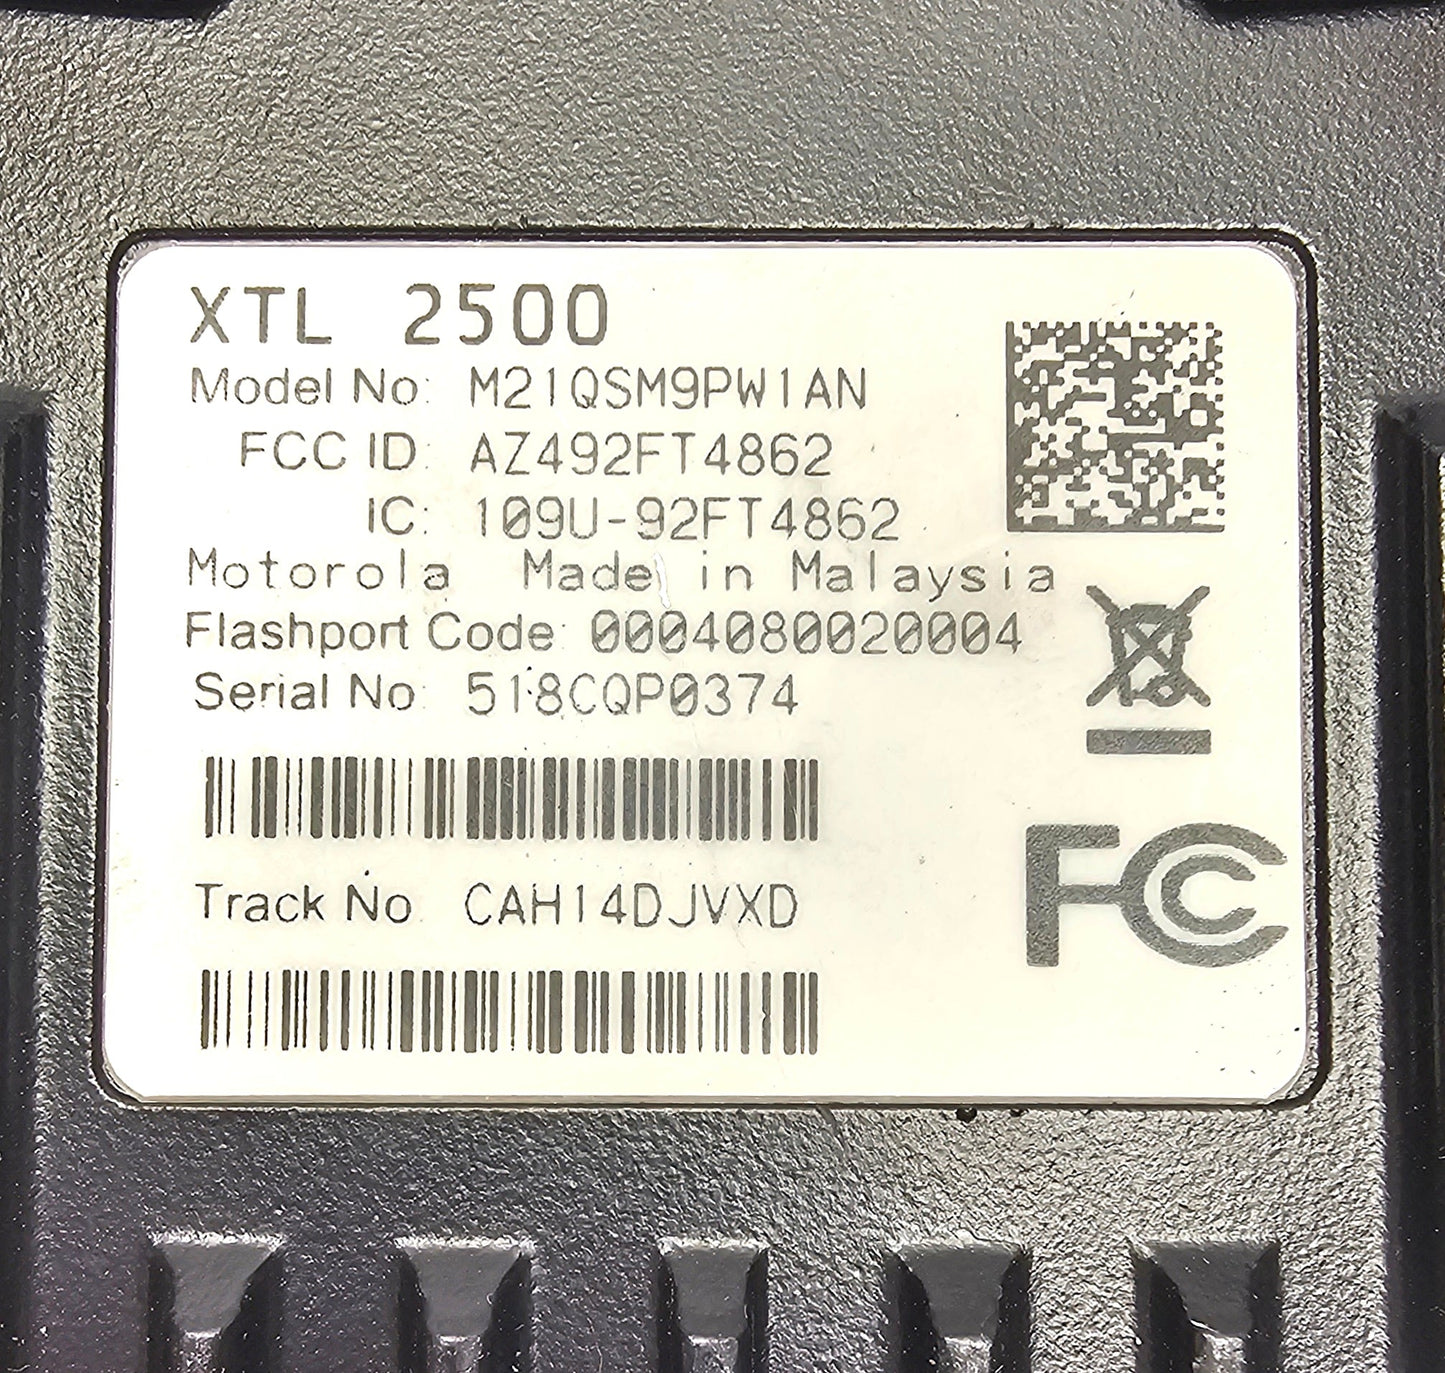 XTL 2500
Model No: M21QSM9PW1AN
FCC ID: AZ492FT4862
IC: 109U-92FT4862
Motorola Made in Malaysia
Flashport Code: 0004080020004
Serial No: 518CQP0374
Track No CAH14DJVXD
FC